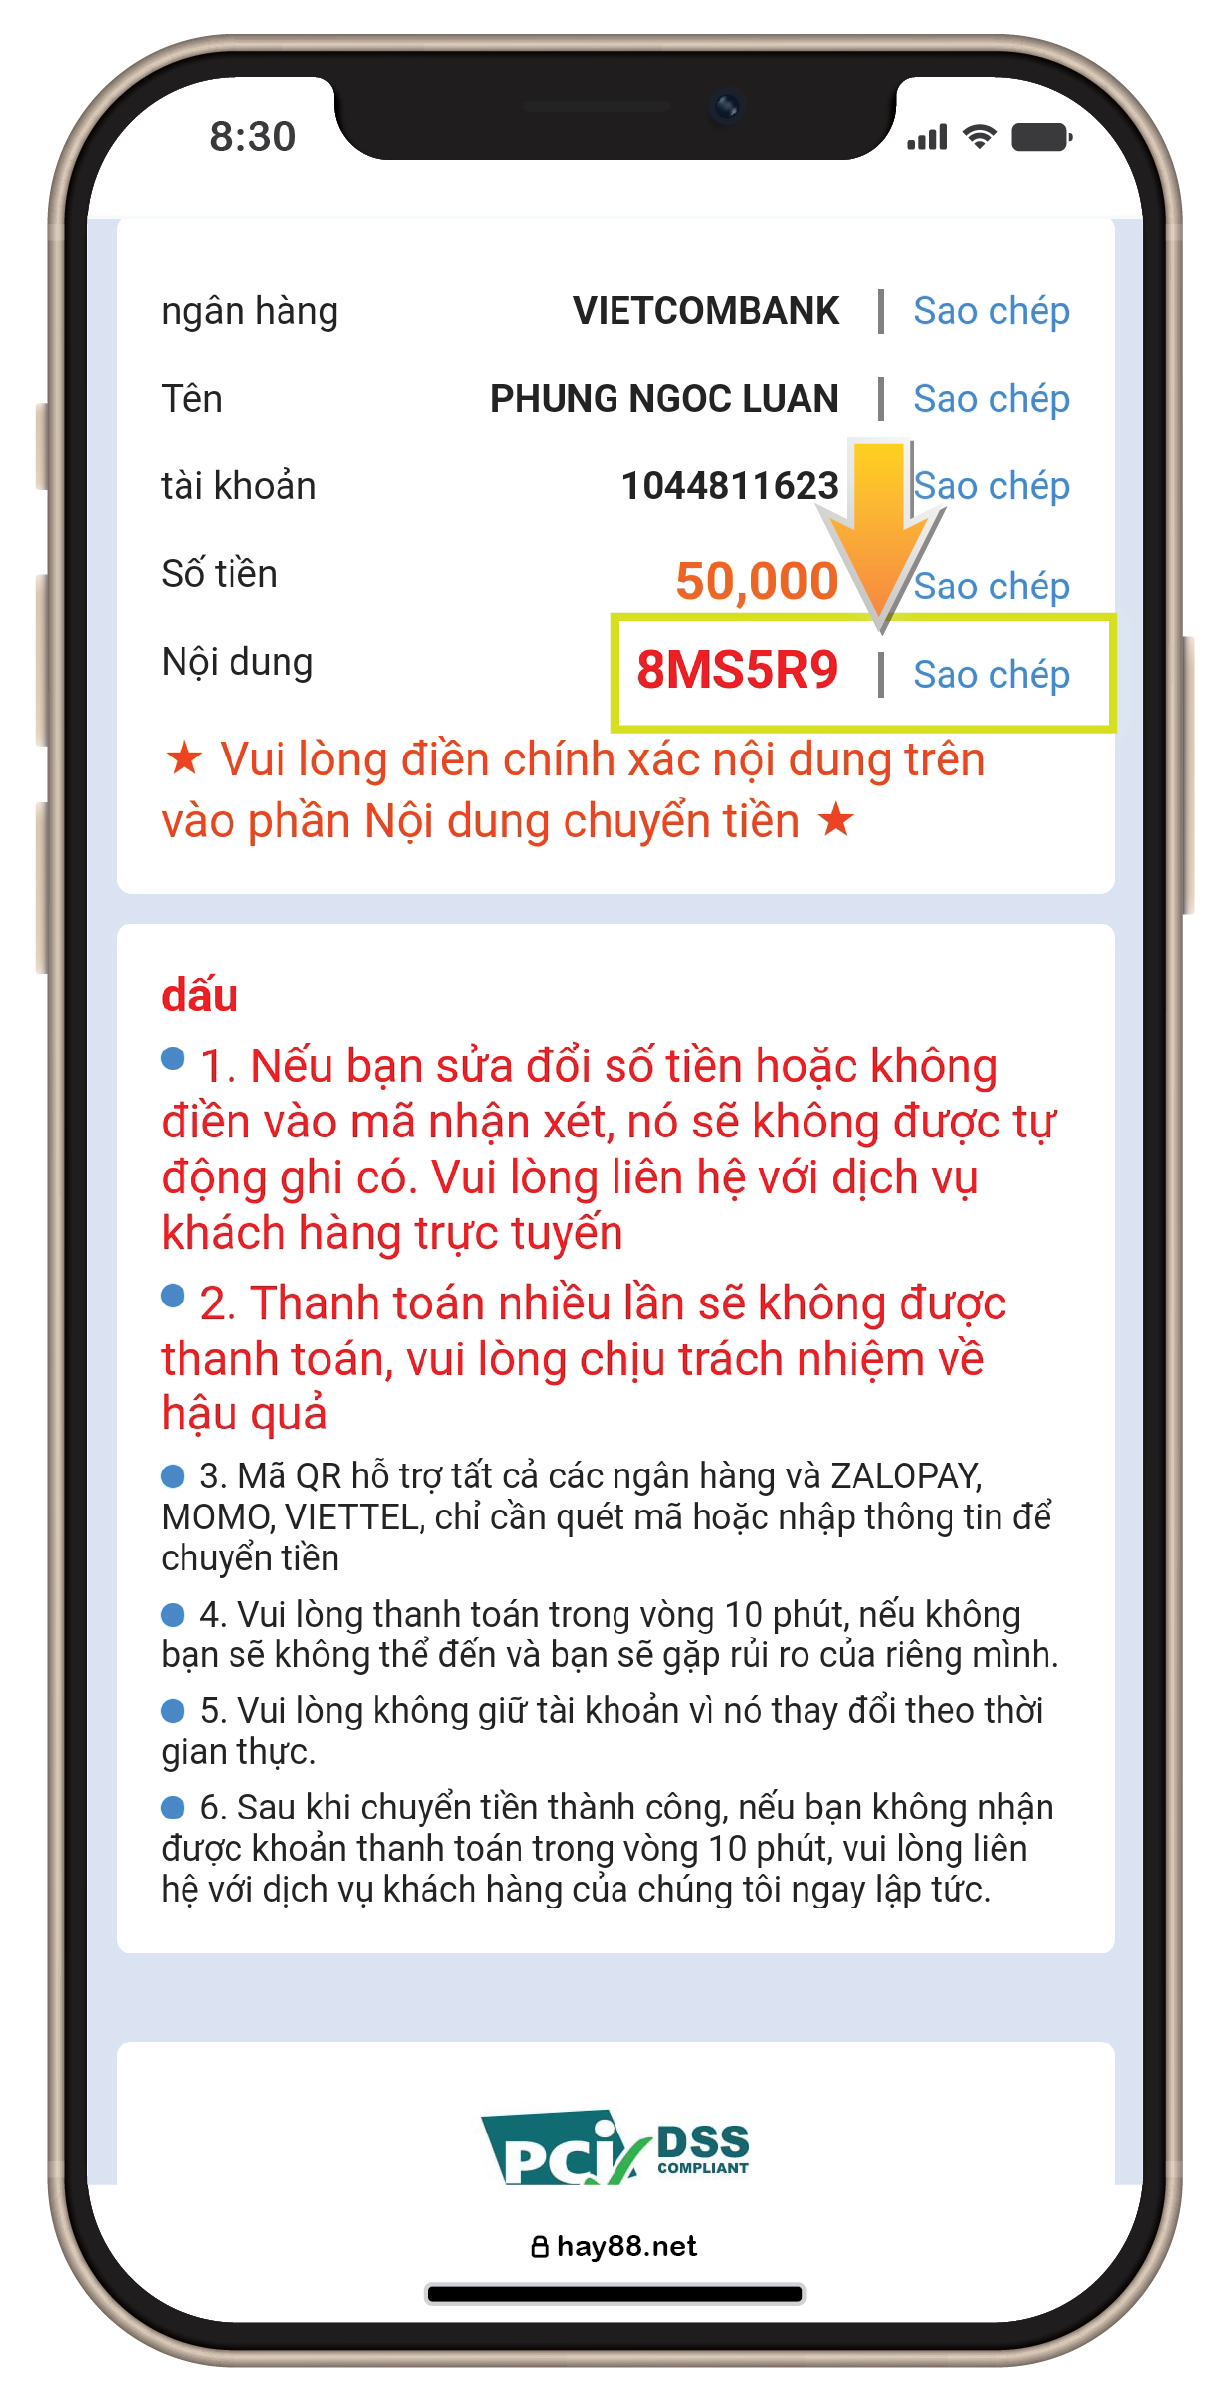 8:30
ngân hàng VIETCOMBANK | Sao chép
Tên PHUNG NGOC LUAN | Sao chép
tài khoản 1044811623 Sao chép
Số tiền 50,000 Sao chép
Nội dung 8MS5R9 | Sao chép
★ Vui lòng điền chính xác nội dung trên
vào phần Nội dung chuyển tiền ★
dấu
● 1. Nếu bạn sửa đổi số tiền hoặc không
điền vào mã nhận xét, nó sẽ không được tự
động ghi có. Vui lòng liên hệ với dịch vụ
khách hàng trực tuyến
● 2. Thanh toán nhiều lần sẽ không được
thanh toán, vui lòng chịu trách nhiệm về
hậu quả
● 3. Mã QR hỗ trợ tất cả các ngân hàng và ZALOPAY,
MOMO, VIETTEL, chỉ cần quét mã hoặc nhập thông tin để
chuyển tiền
● 4. Vui lòng thanh toán trong vòng 10 phút, nếu không
bạn sẽ không thể đến và bạn sẽ gặp rủi ro của riêng mình.
● 5. Vui lòng không giữ tài khoản vì nó thay đổi theo thời
gian thực.
● 6. Sau khi chuyển tiền thành công, nếu bạn không nhận
được khoản thanh toán trong vòng 10 phút, vui lòng liên
hệ với dịch vụ khách hàng của chúng tôi ngay lập tức.
PCi DSS
COMPLIANT
hay88.net